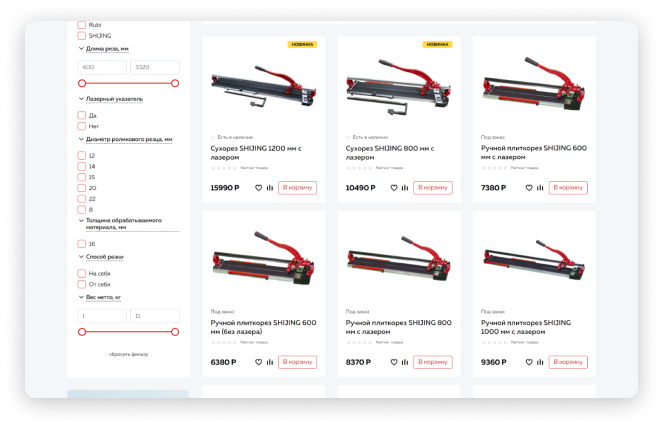 Rubi
SHIJING
Длина реза, мм
400
3320
Лазерный указатель
Да
Нет
Диаметр роликового резца, мм
12
14
15
20
22
8
Толщина обрабатываемого
материала, мм
16
Способ резки
На себя
От себя
Вес нетто, кг
1
11
сбросить фильтр
НОВИНКА
Есть в наличии
Сухорез SHIJING 1200 мм с
лазером
Рейтинг товара
15990 Р
В корзину
НОВИНКА
Есть в наличии
Сухорез SHIJING 800 мм с
лазером
Рейтинг товара
10490 Р
В корзину
Под заказ
Ручной плиткорез SHIJING 600
мм с лазером
Рейтинг товара
7380 Р
В корзину
Под заказ
Ручной плиткорез SHIJING 600
мм (без лазера)
Рейтинг товара
6380 Р
В корзину
Под заказ
Ручной плиткорез SHIJING 800
мм с лазером
Рейтинг товара
8370 Р
В корзину
Под заказ
Ручной плиткорез SHIJING
1000 мм с лазером
Рейтинг товара
9360 Р
В корзину